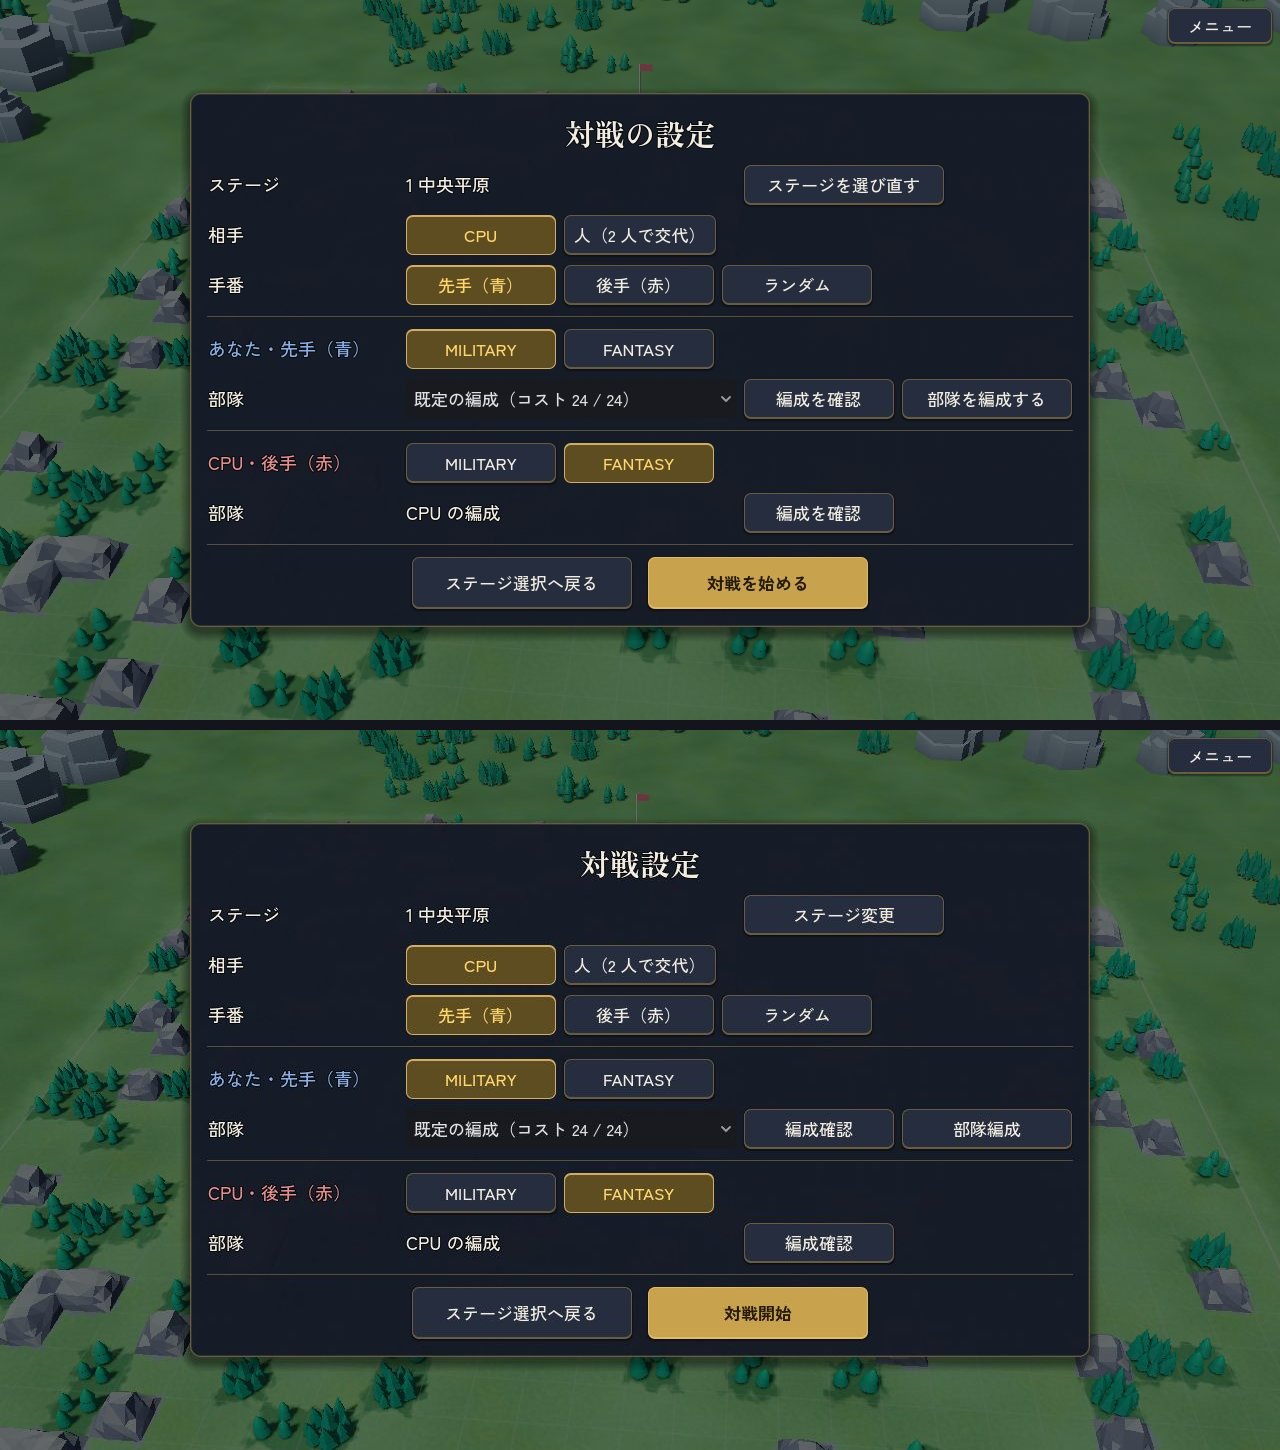 メニュー
対戦の設定
ステージ 1 中央平原 ステージを選び直す
相手 CPU 人（2 人で交代）
手番 先手（青） 後手（赤） ランダム
あなた・先手（青） MILITARY FANTASY
部隊 既定の編成（コスト 24 / 24） 編成を確認 部隊を編成する
CPU・後手（赤） MILITARY FANTASY
部隊 CPU の編成 編成を確認
ステージ選択へ戻る 対戦を始める
メニュー
対戦設定
ステージ 1 中央平原 ステージ変更
相手 CPU 人（2 人で交代）
手番 先手（青） 後手（赤） ランダム
あなた・先手（青） MILITARY FANTASY
部隊 既定の編成（コスト 24 / 24） 編成確認 部隊編成
CPU・後手（赤） MILITARY FANTASY
部隊 CPU の編成 編成確認
ステージ選択へ戻る 対戦開始